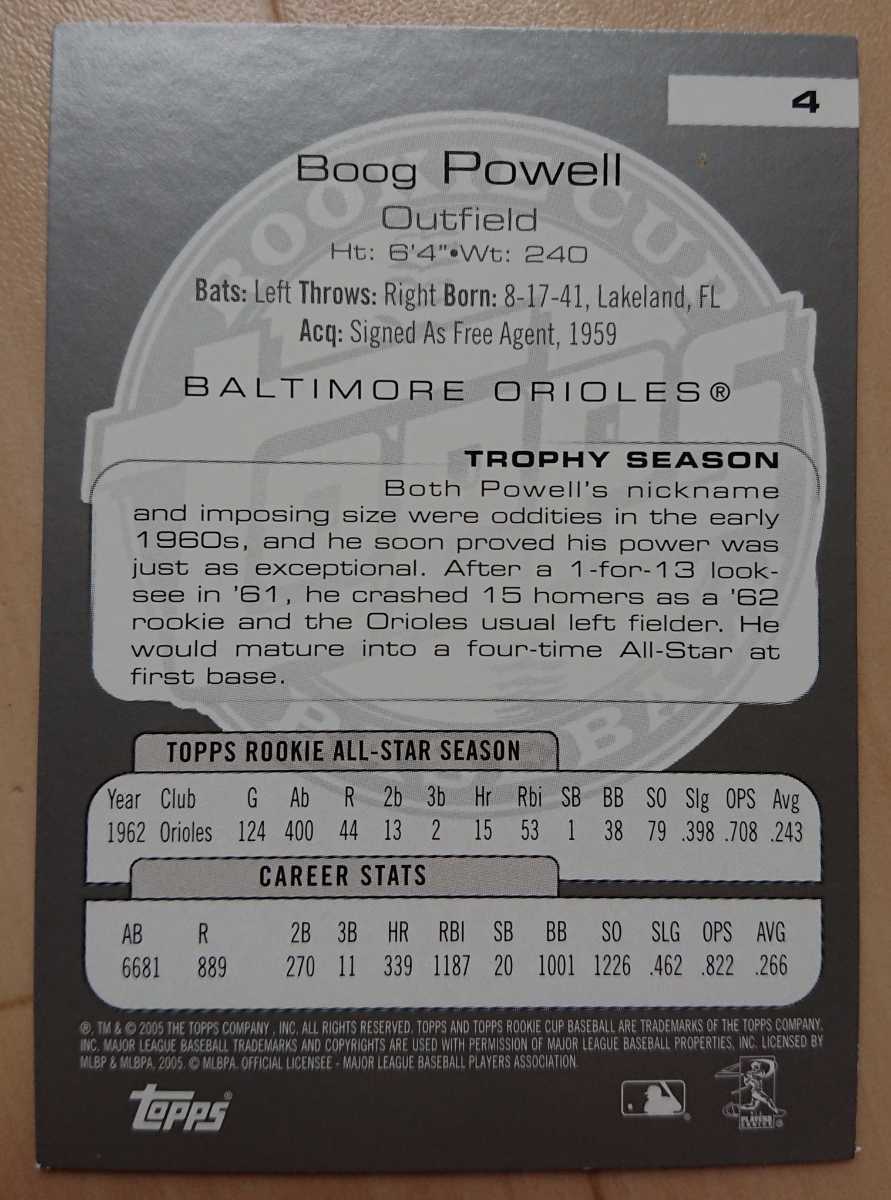 4
Boog Powell
Outfield
Ht: 6'4"•Wt: 240
Bats: Left Throws: Right Born: 8-17-41, Lakeland, FL
Acq: Signed As Free Agent, 1959
BALTIMORE ORIOLES®
TROPHY SEASON
Both Powell's nickname
and imposing size were oddities in the early
1960s, and he soon proved his power was
just as exceptional. After a 1-for-13 look-
see in '61, he crashed 15 homers as a '62
rookie and the Orioles usual left fielder. He
would mature into a four-time All-Star at
first base.
TOPPS ROOKIE ALL-STAR SEASON
Year Club G Ab R 2b 3b Hr Rbi SB BB SO Slg OPS Avg
1962 Orioles 124 400 44 13 2 15 53 1 38 79 .398 .708 .243
CAREER STATS
AB R 2B 3B HR RBI SB BB SO SLG OPS AVG
6681 889 270 11 339 1187 20 1001 1226 .462 .822 .266
®, TM & © 2005 THE TOPPS COMPANY , INC. ALL RIGHTS RESERVED. TOPPS AND TOPPS ROOKIE CUP BASEBALL ARE TRADEMARKS OF THE TOPPS COMPANY,
INC. MAJOR LEAGUE BASEBALL TRADEMARKS AND COPYRIGHTS ARE USED WITH PERMISSION OF MAJOR LEAGUE BASEBALL PROPERTIES, INC. LICENSED BY
MLBP & MLBPA, 2005. © MLBPA. OFFICIAL LICENSEE - MAJOR LEAGUE BASEBALL PLAYERS ASSOCIATION.
Topps®
PLAYERS CHOICE
ROOKIE CUP
Topps
BASEBALL